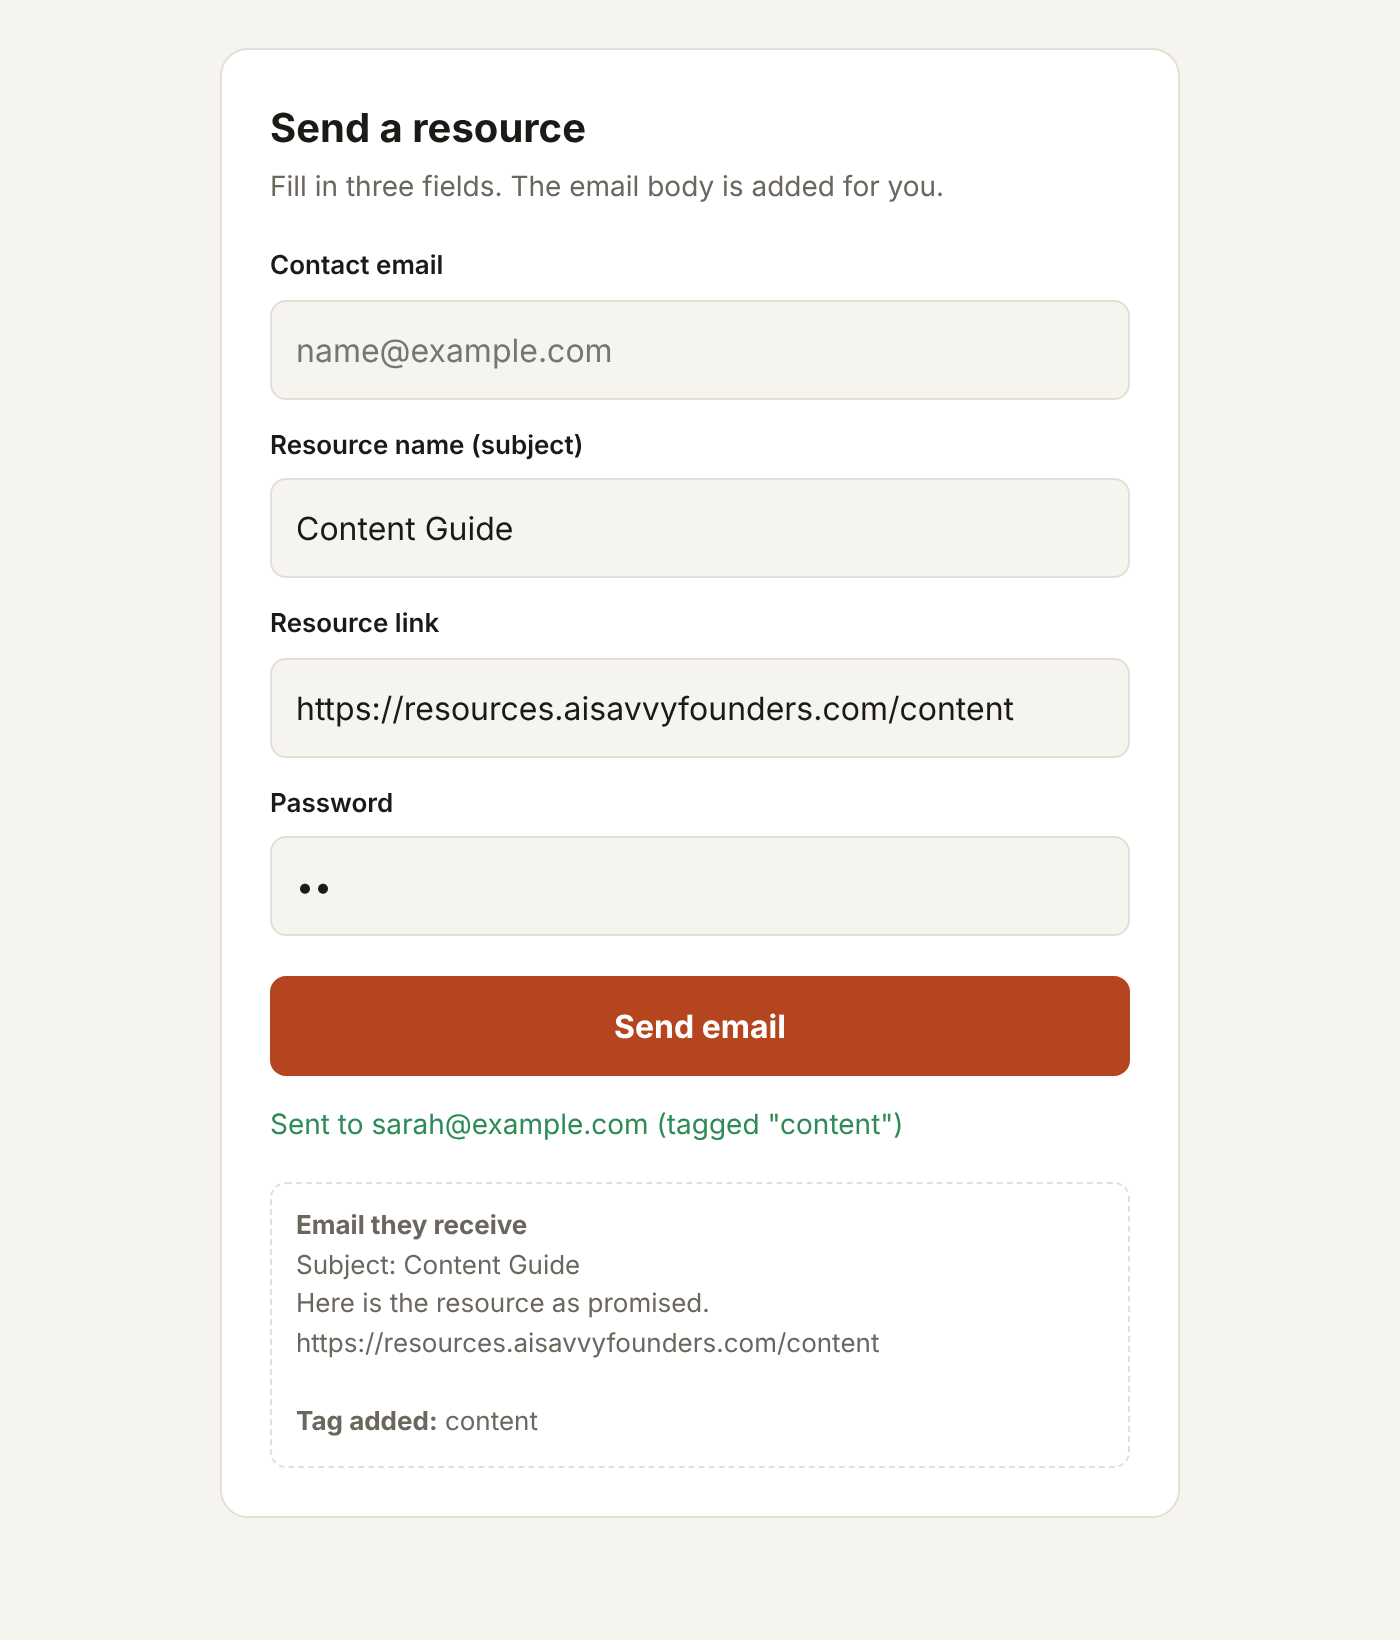 Send a resource
Fill in three fields. The email body is added for you.
Contact email
name@example.com
Resource name (subject)
Content Guide
Resource link
https://resources.aisavvyfounders.com/content
Password
••
Send email
Sent to sarah@example.com (tagged "content")
Email they receive
Subject: Content Guide
Here is the resource as promised.
https://resources.aisavvyfounders.com/content
Tag added: content